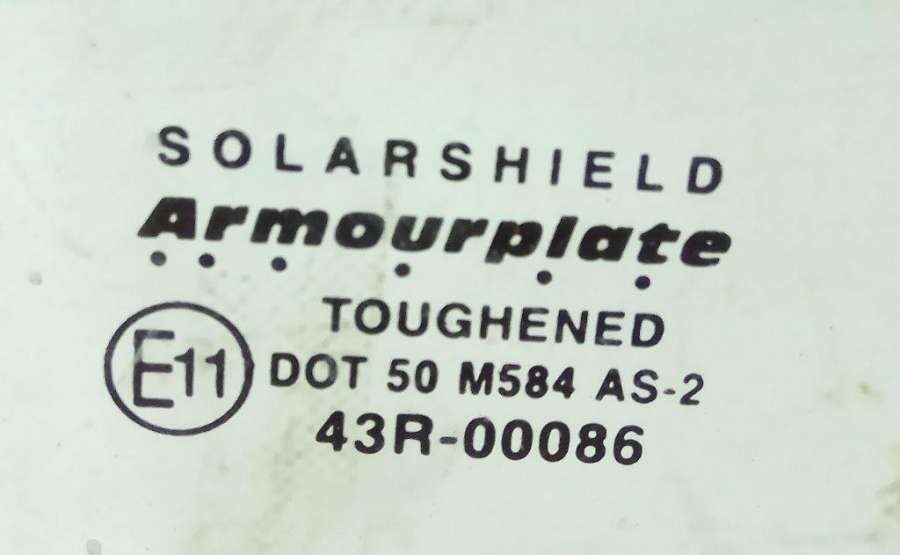 SOLARSHIELD
Armourplate
TOUGHENED
E11 DOT 50 M584 AS-2
43R-00086